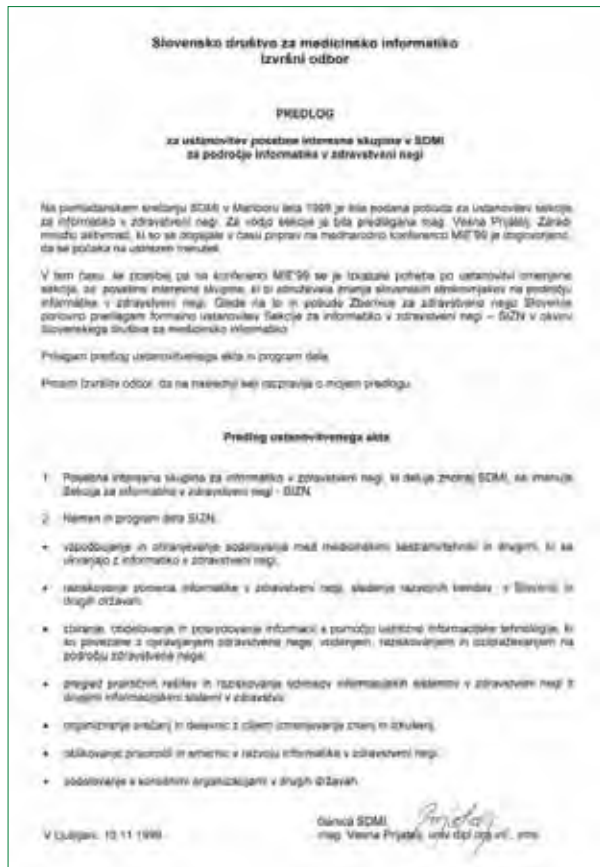 Slovensko društvo za medicinsko informatiko
Izvršni odbor
PREDLOG
za ustanovitev posebne interesne skupine v SDMI
za področje informatike v zdravstveni negi
Na pomladanskem srečanju SDMI v Mariboru leta 1998 je bila podana pobuda za ustanovitev sekcije
za informatiko v zdravstveni negi. Za vodjo sekcije je bila predlagana mag. Vesna Prijatelj. Zaradi
množice aktivnosti, ki so se dogajale v času priprav na mednarodno konferenco MIE'99 je dogovorjeno,
da se počaka na ustrezen trenutek.
V tem času, še posebej pa na konferenci MIE'99 se je izkazala potreba po ustanovitvi omenjene
sekcije, oz. posebne interesne skupine, ki bi združevala znanja slovenskih strokovnjakov na področju
informatike v zdravstveni negi. Glede na to in pobude Zbornice za zdravstveno nego Slovenije
ponovno predlagam formalno ustanovitev Sekcije za informatiko v zdravstveni negi – SIZN v okviru
Slovenskega društva za medicinsko informatiko.
Prilagam predlog ustanovitvenega akta in program dela.
Prosim Izvršilni odbor, da na naslednji seji razpravlja o mojem predlogu.
Predlog ustanovitvenega akta
1. Posebna interesna skupina za informatiko v zdravstveni negi, ki deluje znotraj SDMI, se imenuje
Sekcija za informatiko v zdravstveni negi - SIZN.
2. Namen in program dela SIZN:
• vzpodbujanje in ohranjevanje sodelovanja med medicinskimi sestrami/tehniki in drugimi, ki se
ukvarjajo z informatiko v zdravstveni negi,
• raziskovanje pomena informatike v zdravstveni negi, sledenje razvojnih trendov v Sloveniji in
drugih državah,
• zbiranje, obdelovanje in posredovanje informacij s pomočjo ustrezne informacijske tehnologije, ki
so povezane z opravljanjem zdravstvene nege, vodenjem, raziskovanjem in izobraževanjem na
področju zdravstvene nege,
• pregled praktičnih rešitev in raziskovanje odnosov informacijskih sistemov v zdravstveni negi z
drugimi informacijskimi sistemi v zdravstvu,
• organiziranje srečanj in delavnic z ciljem izmenjevanja znanj in izkušenj,
• oblikovanje priporočil in smernic v razvoju informatike v zdravstveni negi,
• sodelovanje s sorodnimi organizacijami v drugih državah.
članica SDMI
V Ljubljani, 10.11.1999 mag. Vesna Prijatelj, univ.dipl.org.